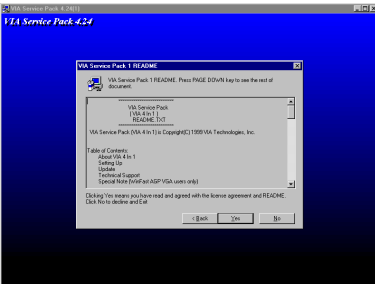 VIA Service Pack 4.24(1)
VIA Service Pack 4.24
VIA Service Pack 1 README
VIA Service Pack 1 README. Press PAGE DOWN key to see the rest of
document.
------------------------------
VIA Service Pack
( VIA 4 In 1 )
README.TXT
------------------------------
VIA Service Pack (VIA 4 In 1) is Copyright(C) 1999 VIA Technologies, Inc.
Table of Contents:
About VIA 4 In 1
Setting Up
Update
Technical Support
Special Note (WinFast AGP VGA users only)
Clicking Yes means you have read and agreed with the license agreement and README.
Click No to decline and Exit
< Back
Yes
No